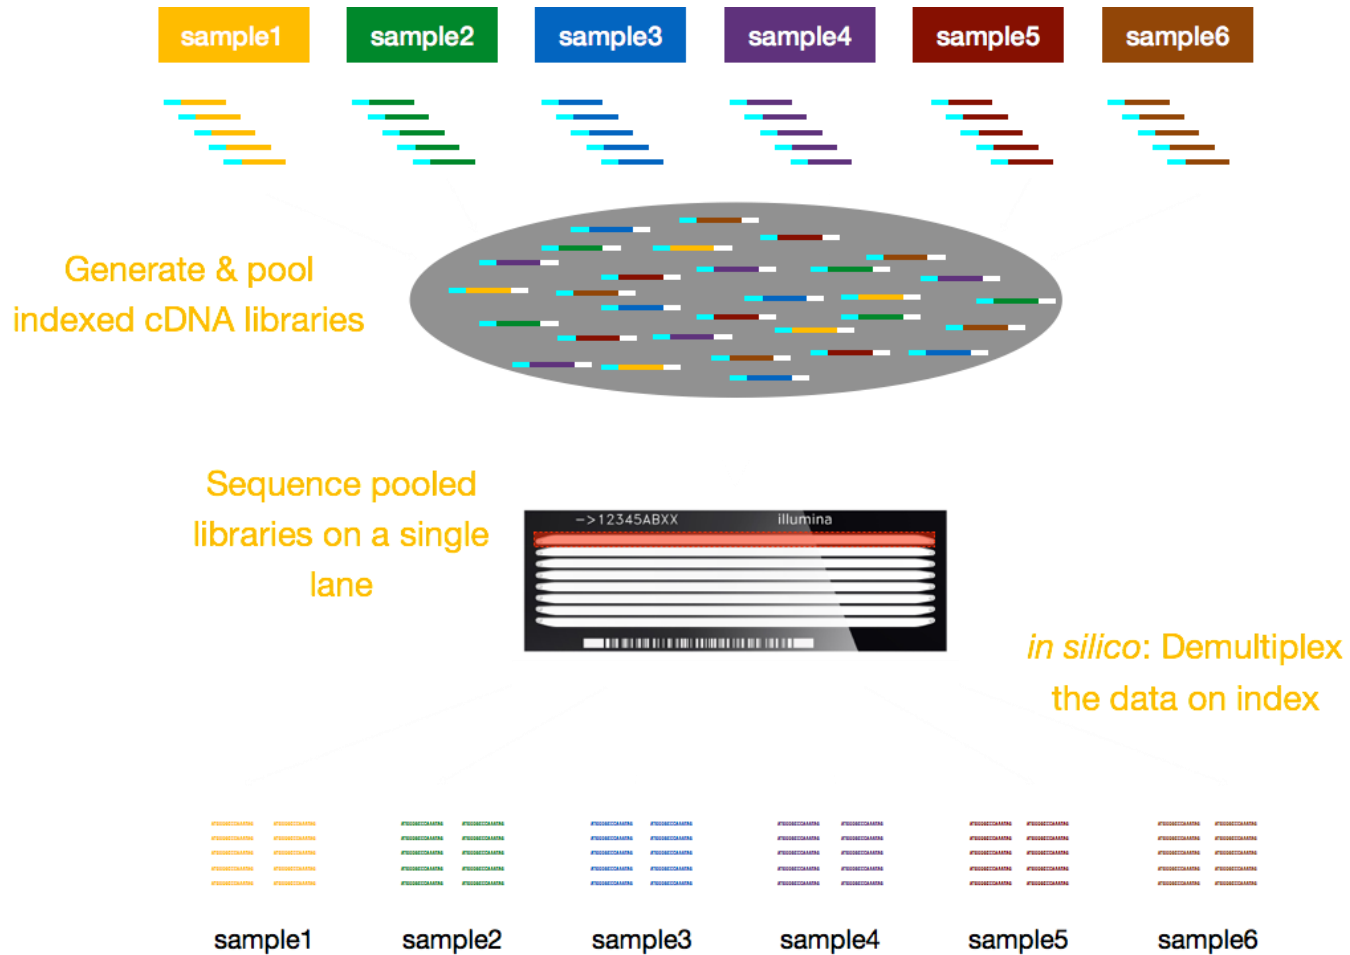 sample1 sample2 sample3 sample4 sample5 sample6
Generate & pool
indexed cDNA libraries
Sequence pooled
libraries on a single
lane
->12345ABXX illumina
in silico: Demultiplex
the data on index
sample1 sample2 sample3 sample4 sample5 sample6